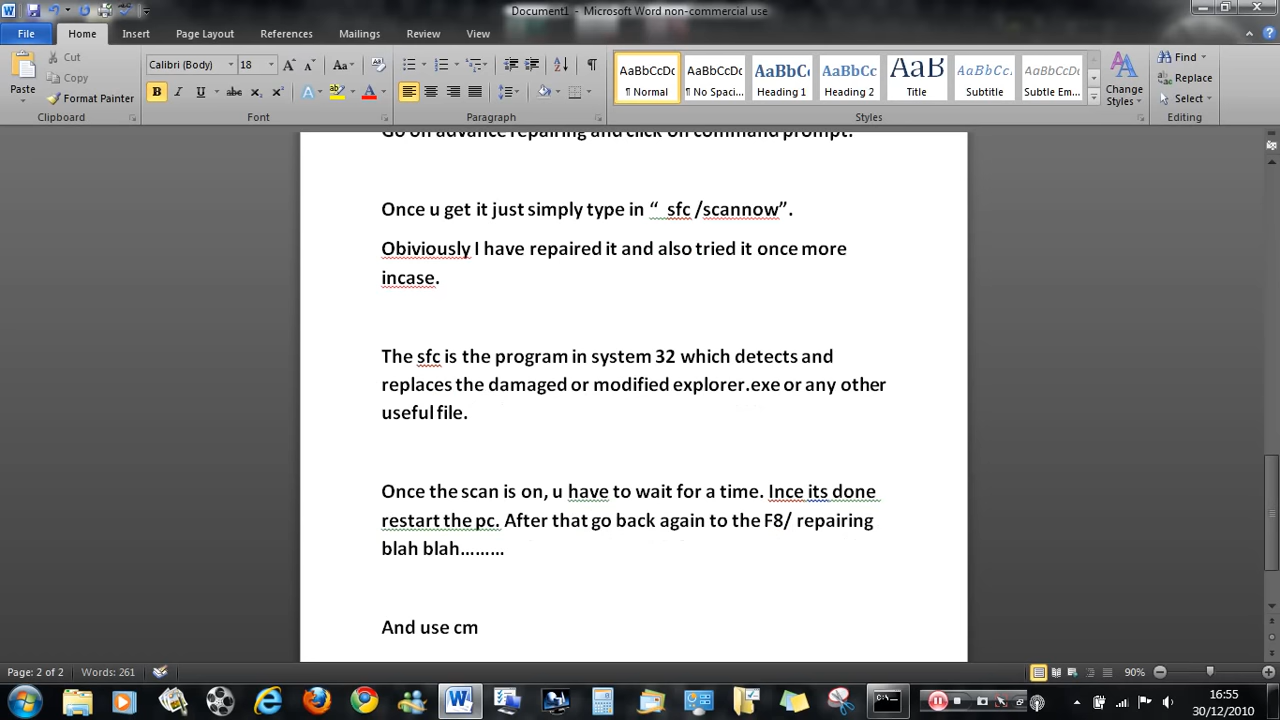 Document1 - Microsoft Word non-commercial use
File Home Insert Page Layout References Mailings Review View
Cut
Copy
Format Painter
Paste
Clipboard
Calibri (Body) 18
Font
Paragraph
AaBbCcDc AaBbCcDc AaBbCc AaBbCc AaB AaBbCc. AaBbCcDc
¶ Normal ¶ No Spaci... Heading 1 Heading 2 Title Subtitle Subtle Em...
Change Styles
Styles
Find
Replace
Select
Editing
Go on advance repairing and click on command prompt.
Once u get it just simply type in “ sfc /scannow”.
Obiviously I have repaired it and also tried it once more
incase.
The sfc is the program in system 32 which detects and
replaces the damaged or modified explorer.exe or any other
useful file.
Once the scan is on, u have to wait for a time. Ince its done
restart the pc. After that go back again to the F8/ repairing
blah blah………
And use cm
Page: 2 of 2 Words: 261 90%
16:55
30/12/2010